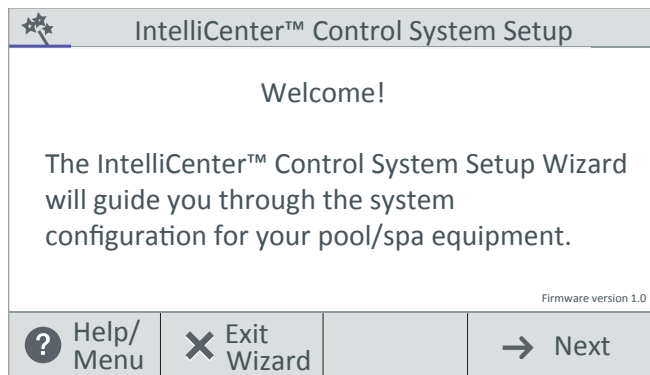 IntelliCenter™ Control System Setup
Welcome!
The IntelliCenter™ Control System Setup Wizard
will guide you through the system
configuration for your pool/spa equipment.
Firmware version 1.0
? Help/
Menu
Exit
Wizard
Next